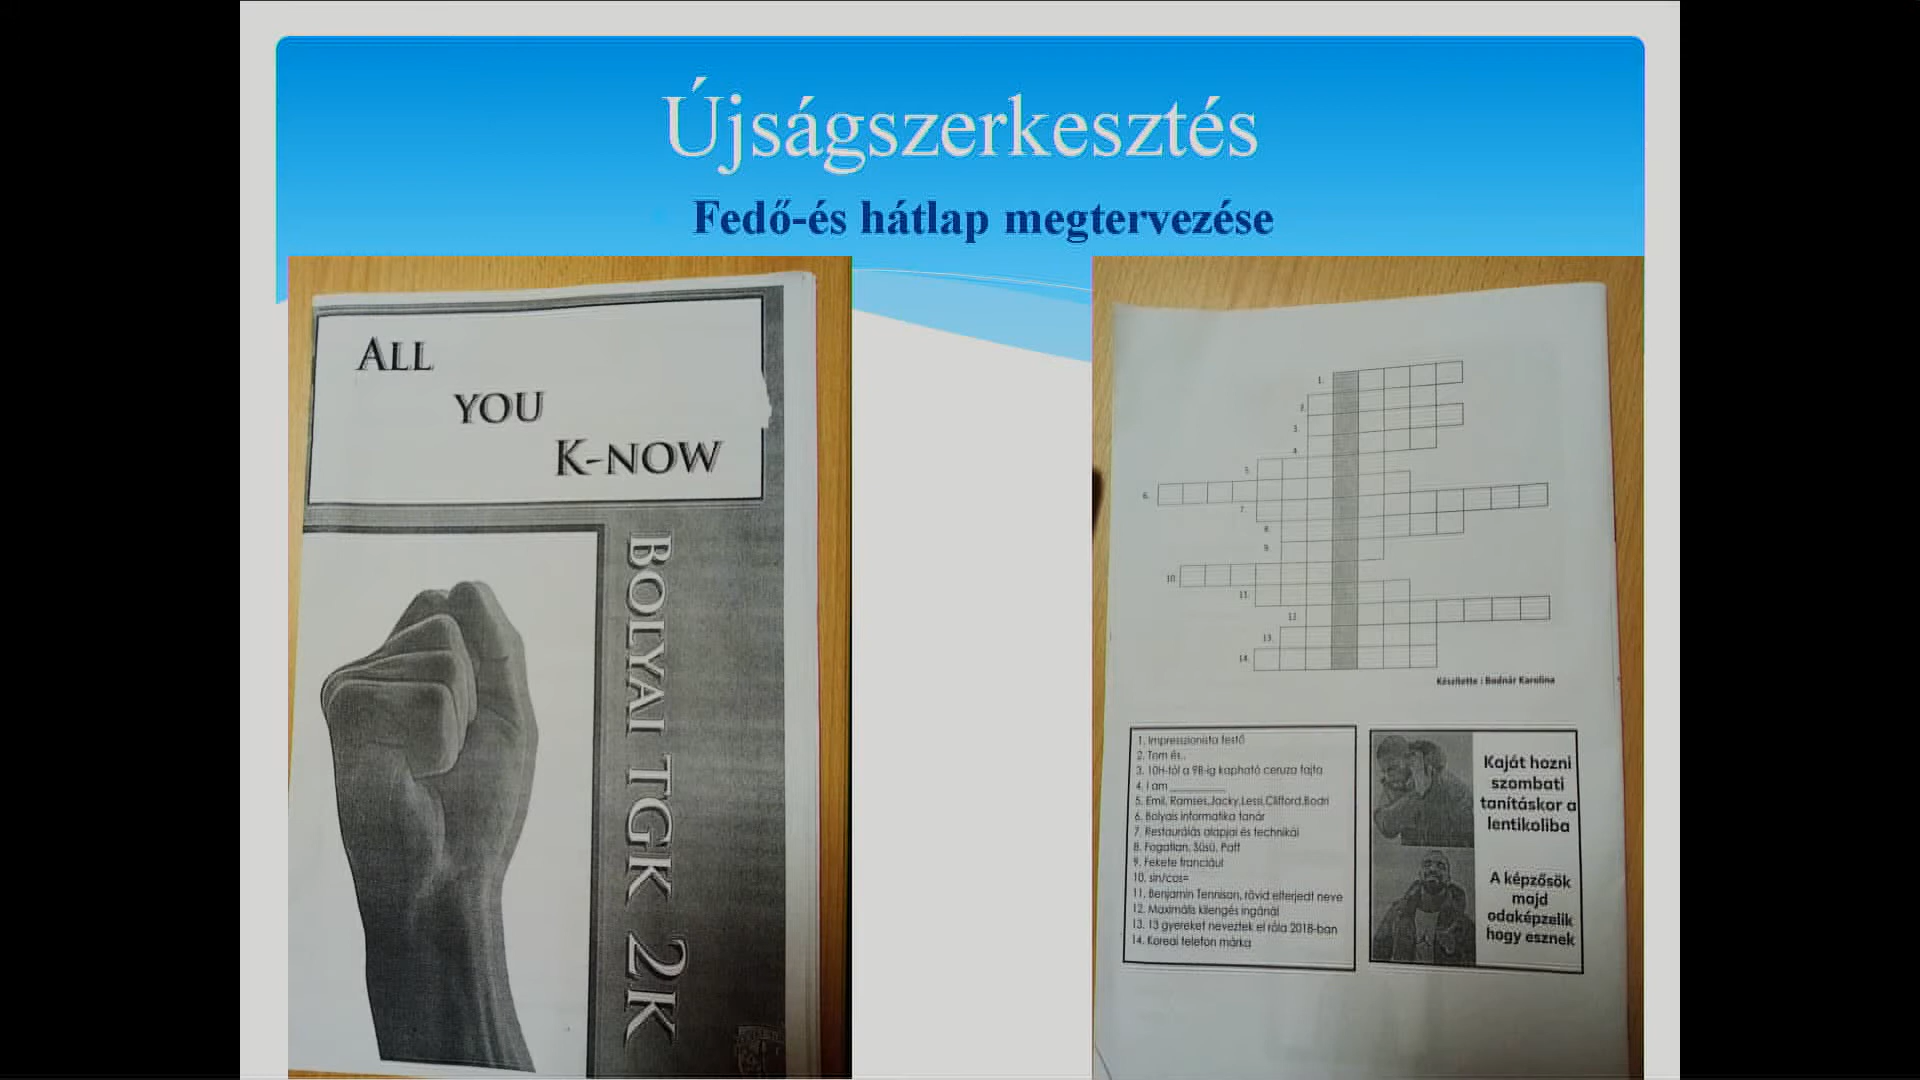 Újságszerkesztés
Fedő-és hátlap megtervezése
ALL
YOU
K-NOW
BOLYAI TGK 2K
1.
2.
3.
4.
5.
6.
7.
8.
9.
10.
11.
12.
13.
14.
Készítette : Bodnár Karolina
1. Impresszionista festő
2. Tom és..
3. 10H-tól a 9B-ig kapható ceruza fajta
4. I am ________
5. Emil, Ramses,Jacky,Lessi,Clifford,Bodri
6. Bolyais informatika tanár
7. Restaurálás alapjai és technikái
8. Fogatlan, Süsü, Paff
9. Fekete franciául
10. sin/cos=
11. Benjamin Tennison, rövid elterjedt neve
12. Maximális kilengés ingánál
13. 13 gyereket neveztek el róla 2018-ban
14. Koreai telefon márka
Kaját hozni
szombati
tanításkor a
lentikoliba
A képzősök
majd
odaképzelik
hogy esznek